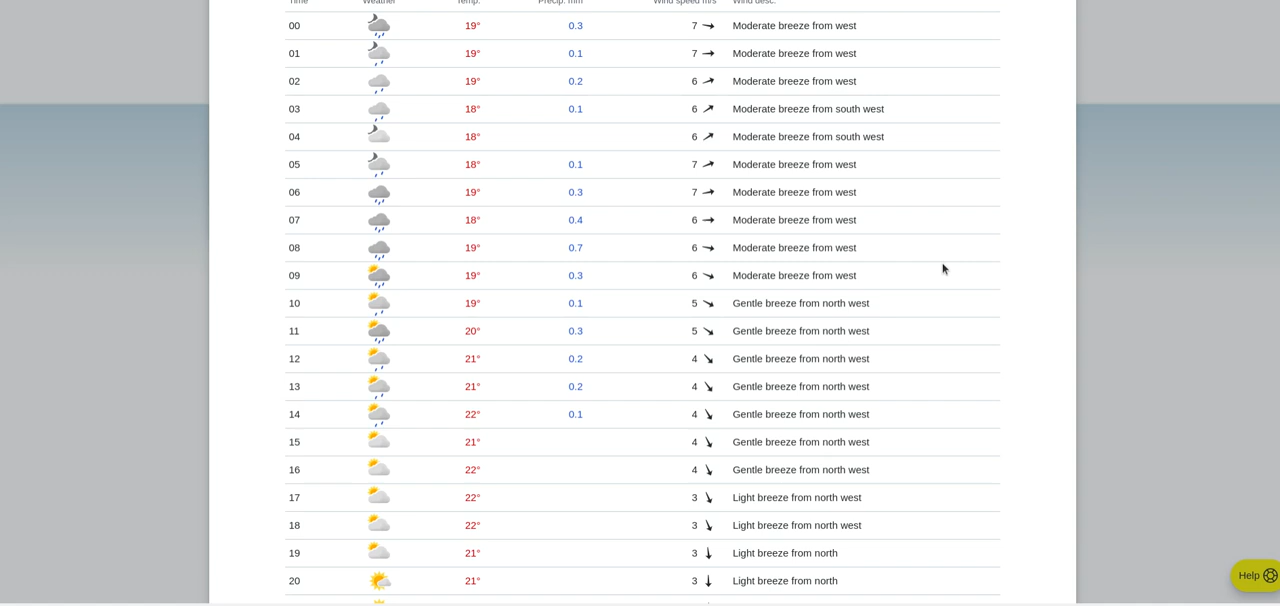 Time Weather Temp. Precip. mm Wind speed m/s Wind desc.
00 19° 0.3 7 Moderate breeze from west
01 19° 0.1 7 Moderate breeze from west
02 19° 0.2 6 Moderate breeze from west
03 18° 0.1 6 Moderate breeze from south west
04 18° 6 Moderate breeze from south west
05 18° 0.1 7 Moderate breeze from west
06 19° 0.3 7 Moderate breeze from west
07 18° 0.4 6 Moderate breeze from west
08 19° 0.7 6 Moderate breeze from west
09 19° 0.3 6 Moderate breeze from west
10 19° 0.1 5 Gentle breeze from north west
11 20° 0.3 5 Gentle breeze from north west
12 21° 0.2 4 Gentle breeze from north west
13 21° 0.2 4 Gentle breeze from north west
14 22° 0.1 4 Gentle breeze from north west
15 21° 4 Gentle breeze from north west
16 22° 4 Gentle breeze from north west
17 22° 3 Light breeze from north west
18 22° 3 Light breeze from north west
19 21° 3 Light breeze from north
20 21° 3 Light breeze from north
Help